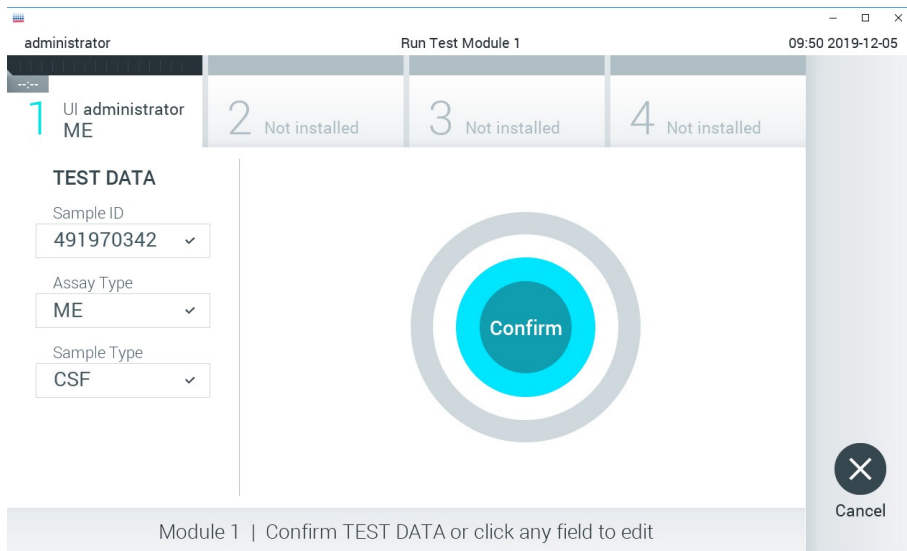 administrator
Run Test Module 1
09:50 2019-12-05
--:--
1 UI administrator
ME
2 Not installed
3 Not installed
4 Not installed
TEST DATA
Sample ID
491970342
Assay Type
ME
Sample Type
CSF
Confirm
Cancel
Module 1 | Confirm TEST DATA or click any field to edit